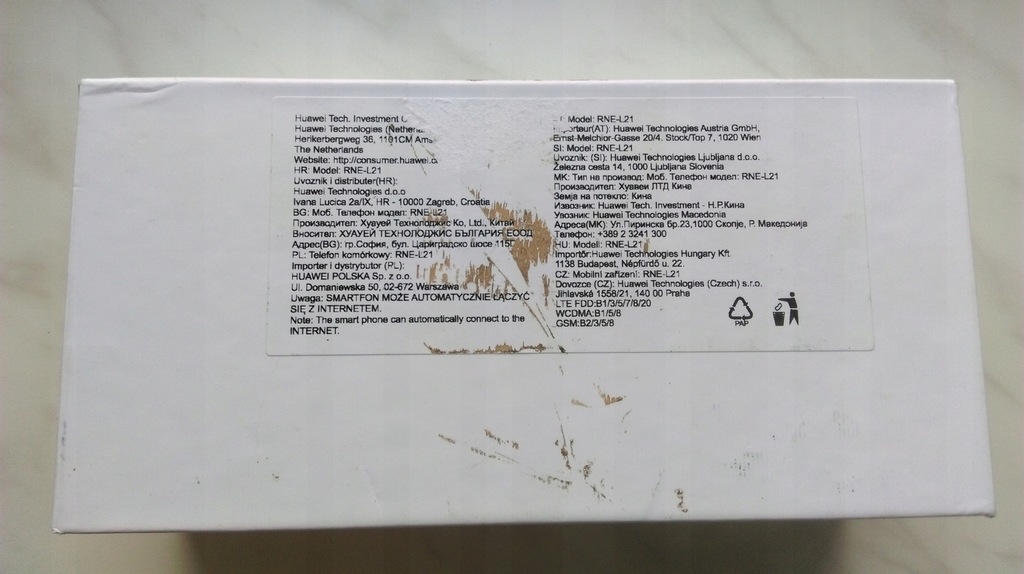 Huawei Tech. Investment
Huawei Technologies (Netherla
Herikerbergweg 36, 1101CM Ams
The Netherlands
Website: http://consumer.huawei.c
HR: Model: RNE-L21
Uvoznik i distributer(HR):
Huawei Technologies d.o.o
Ivana Lucica 2a/IX, HR - 10000 Zagreb, Croatia
BG: Моб. Телефон модел: RNE-L21
Производител: Хуауей Технолоджис Ко, Лтд., Китай
Вносител: ХУАУЕЙ ТЕХНОЛОДЖИС БЪЛГАРИЯ ЕООД
Адрес(BG): гр.София, бул. Цариградско шосе 115Г
PL: Telefon komórkowy: RNE-L21
Importer i dystrybutor (PL):
HUAWEI POLSKA Sp. z o.o.
Ul. Domaniewska 50, 02-672 Warszawa
Uwaga: SMARTFON MOŻE AUTOMATYCZNIE ŁĄCZYĆ
SIĘ Z INTERNETEM.
Note: The smart phone can automatically connect to the
INTERNET.
Model: RNE-L21
porteur(AT): Huawei Technologies Austria GmbH,
Ernst-Melchior-Gasse 20/4. Stock/Top 7, 1020 Wien
SI: Model: RNE-L21
Uvoznik: (SI): Huawei Technologies Ljubljana d.o.o.
Železna cesta 14, 1000 Ljubljana Slovenia
MK: Тип на производ: Моб. Телефон модел: RNE-L21
Производител: Хуавеи ЛТД Кина
Земја на потекло: Кина
Извозник: Huawei Tech. Investment - Н.Р.Кина
Увозник: Huawei Technologies Macedonia
Адреса(МК): Ул.Пиринска бр.23,1000 Скопје, Р. Македонија
Телефон: +389 2 3241 300
HU: Modell: RNE-L21
Importőr:Huawei Technologies Hungary Kft.
1138 Budapest, Népfürdő u. 22.
CZ: Mobilní zařízení: RNE-L21
Dovozce (CZ): Huawei Technologies (Czech) s.r.o.
Jihlavská 1558/21, 140 00 Praha
LTE FDD:B1/3/5/7/8/20
WCDMA:B1/5/8
GSM:B2/3/5/8
PAP